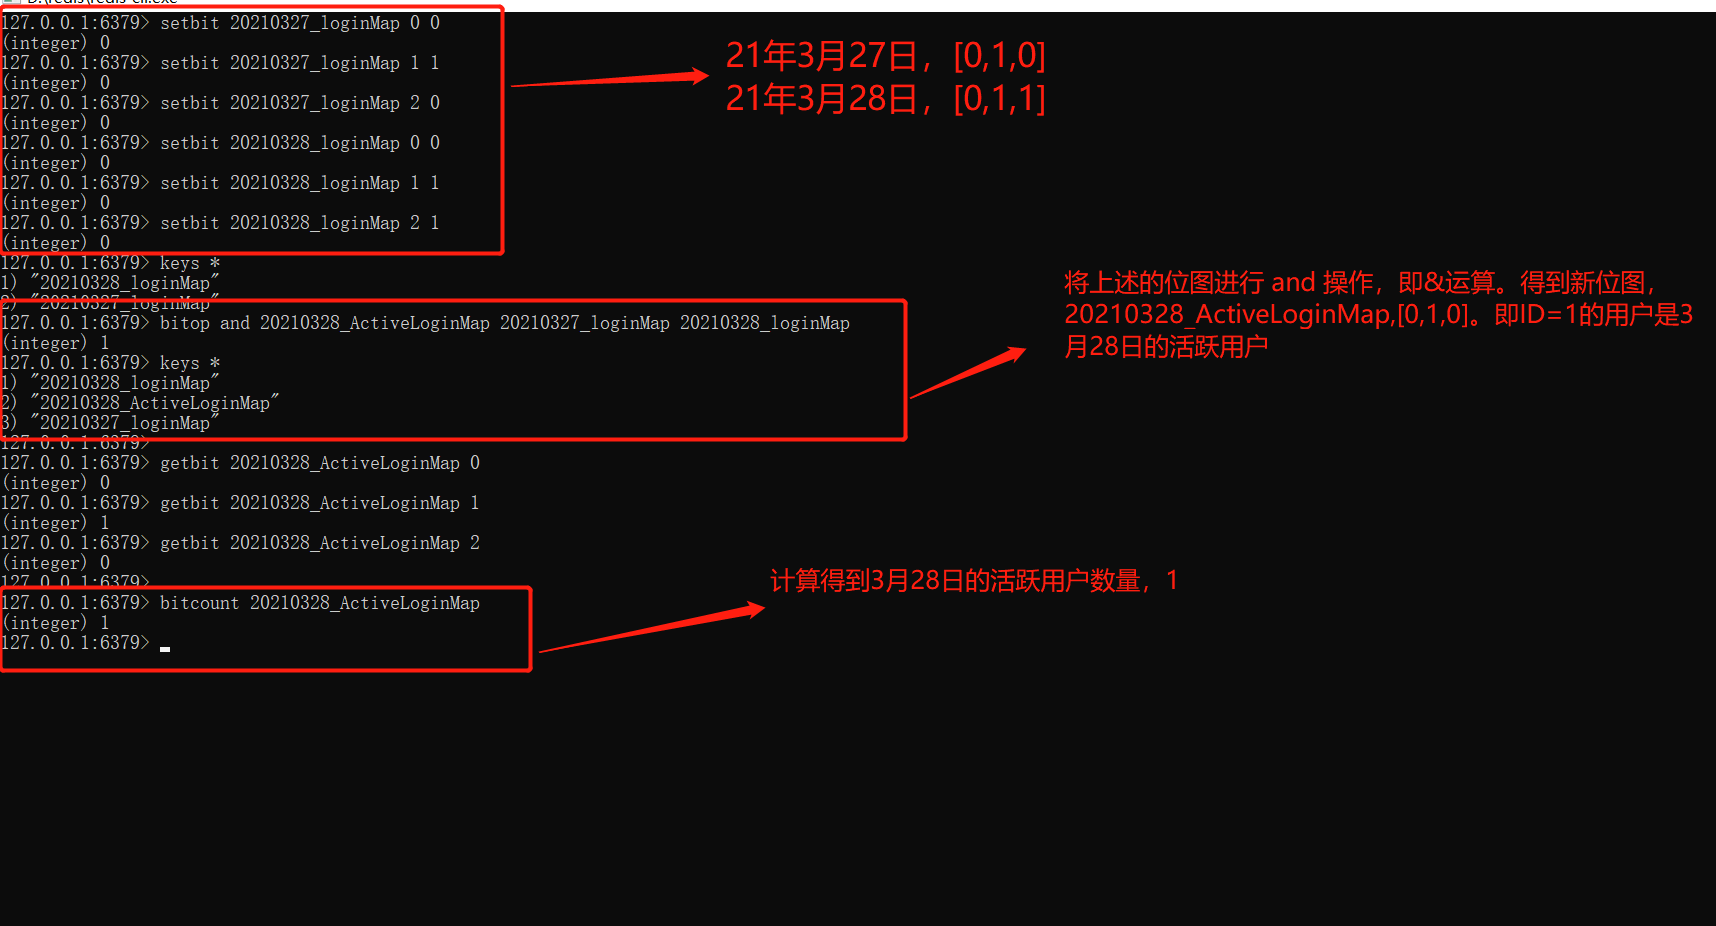 D:\redis\redis-cli.exe
127.0.0.1:6379> setbit 20210327_loginMap 0 0
(integer) 0
127.0.0.1:6379> setbit 20210327_loginMap 1 1
(integer) 0
127.0.0.1:6379> setbit 20210327_loginMap 2 0
(integer) 0
127.0.0.1:6379> setbit 20210328_loginMap 0 0
(integer) 0
127.0.0.1:6379> setbit 20210328_loginMap 1 1
(integer) 0
127.0.0.1:6379> setbit 20210328_loginMap 2 1
(integer) 0
21年3月27日，[0,1,0]
21年3月28日，[0,1,1]
127.0.0.1:6379> keys *
1) "20210328_loginMap"
2) "20210327_loginMap"
127.0.0.1:6379> bitop and 20210328_ActiveLoginMap 20210327_loginMap 20210328_loginMap
(integer) 1
127.0.0.1:6379> keys *
1) "20210328_loginMap"
2) "20210328_ActiveLoginMap"
3) "20210327_loginMap"
将上述的位图进行 and 操作，即&运算。得到新位图，
20210328_ActiveLoginMap,[0,1,0]。即ID=1的用户是3
月28日的活跃用户
127.0.0.1:6379>
127.0.0.1:6379> getbit 20210328_ActiveLoginMap 0
(integer) 0
127.0.0.1:6379> getbit 20210328_ActiveLoginMap 1
(integer) 1
127.0.0.1:6379> getbit 20210328_ActiveLoginMap 2
(integer) 0
127.0.0.1:6379>
127.0.0.1:6379> bitcount 20210328_ActiveLoginMap
(integer) 1
127.0.0.1:6379>
计算得到3月28日的活跃用户数量，1